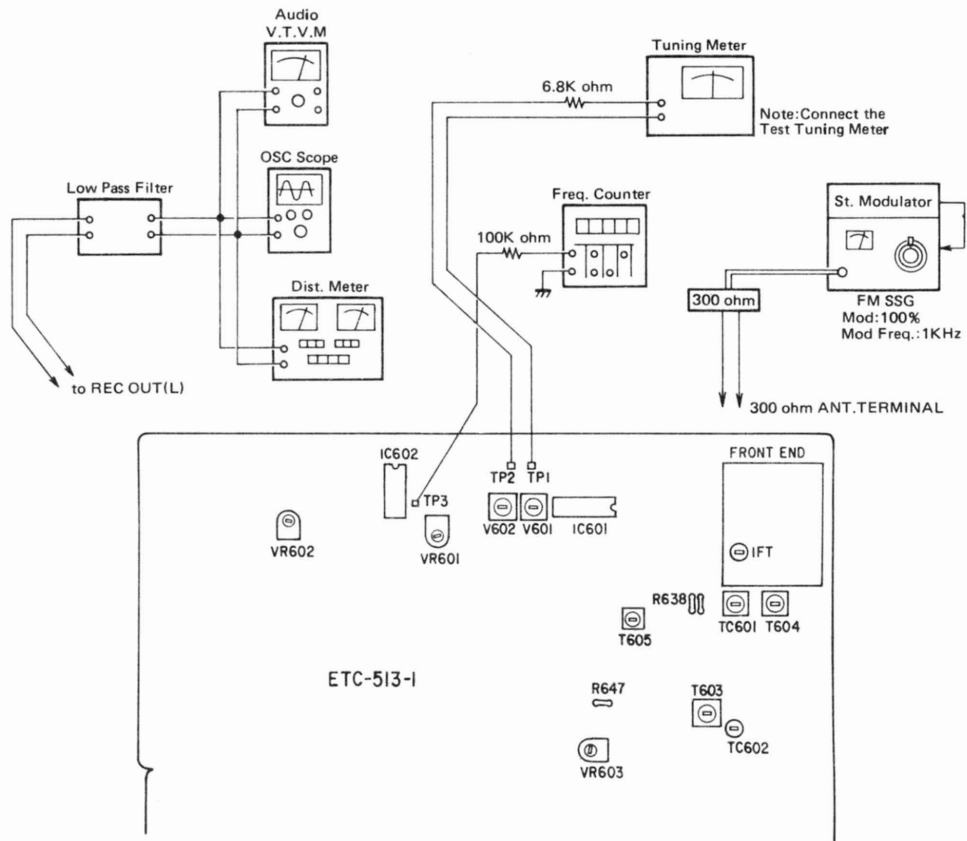 Audio
V.T.V.M
Tuning Meter
6.8K ohm
Note:Connect the
Test Tuning Meter
OSC Scope
Low Pass Filter
Freq. Counter
St. Modulator
100K ohm
Dist. Meter
300 ohm
FM SSG
Mod:100%
Mod Freq.:1KHz
to REC OUT(L)
300 ohm ANT.TERMINAL
IC602
FRONT END
TP2 TP1
TP3
V602 V601 IC601
VR602
VR601
IFT
R638
TC601 T604
T605
ETC-513-1
R647
T603
TC602
VR603